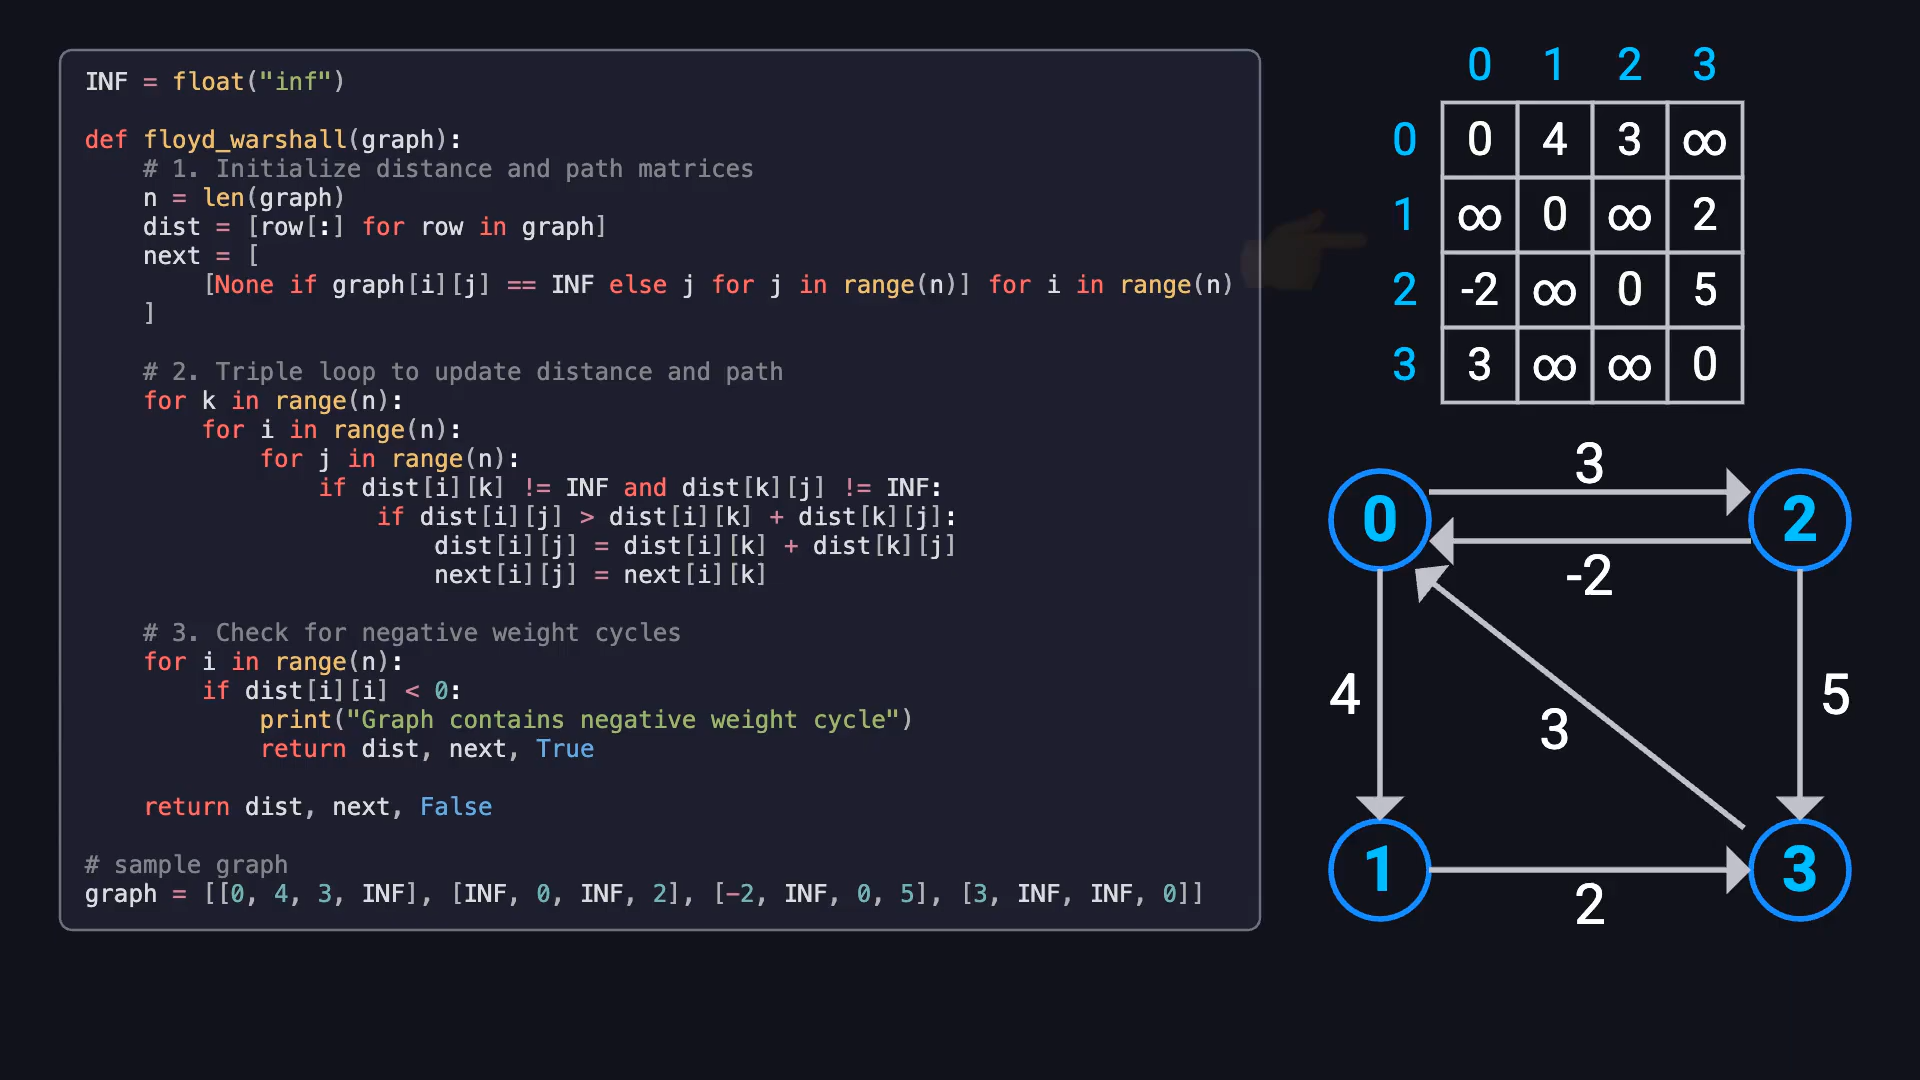 INF = float("inf")
def floyd_warshall(graph):
# 1. Initialize distance and path matrices
n = len(graph)
dist = [row[:] for row in graph]
next = [
[None if graph[i][j] == INF else j for j in range(n)] for i in range(n)
]
# 2. Triple loop to update distance and path
for k in range(n):
for i in range(n):
for j in range(n):
if dist[i][k] != INF and dist[k][j] != INF:
if dist[i][j] > dist[i][k] + dist[k][j]:
dist[i][j] = dist[i][k] + dist[k][j]
next[i][j] = next[i][k]
# 3. Check for negative weight cycles
for i in range(n):
if dist[i][i] < 0:
print("Graph contains negative weight cycle")
return dist, next, True
return dist, next, False
# sample graph
graph = [[0, 4, 3, INF], [INF, 0, INF, 2], [-2, INF, 0, 5], [3, INF, INF, 0]]
0 1 2 3
0 0 4 3 ∞
1 ∞ 0 ∞ 2
2 -2 ∞ 0 5
3 3 ∞ ∞ 0
3
0 2
-2
4 3 5
1 3
2